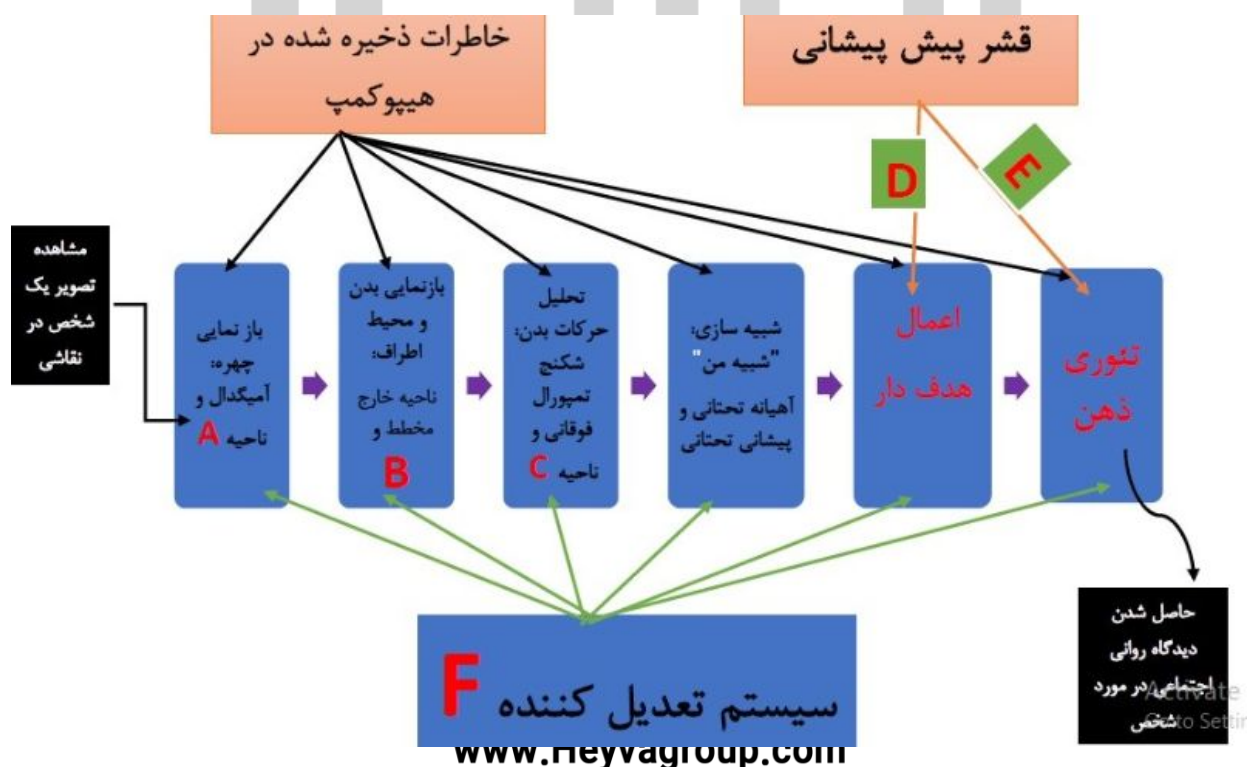 خاطرات ذخیره شده در
هیپوکمپ
قشر پیش پیشانی
D
E
مشاهده
تصویر یک
شخص در
نقاشی
باز نمایی
چهره:
آمیگدال و
ناحیه A
بازنمایی بدن
و محیط
اطراف:
ناحیه خارج
مخطط و
B
تحلیل
حرکات بدن:
شکنج
تمپورال
فوقانی و
ناحیه C
شبیه سازی:
"شبیه من"
آهیانه تحتانی و
پیشانی تحتانی
اعمال
هدف دار
تئوری
ذهن
سیستم تعدیل کننده F
حاصل شدن
دیدگاه روانی
اجتماعی در مورد
شخص
Activate
Go to Settin
www.Heyvagroup.com